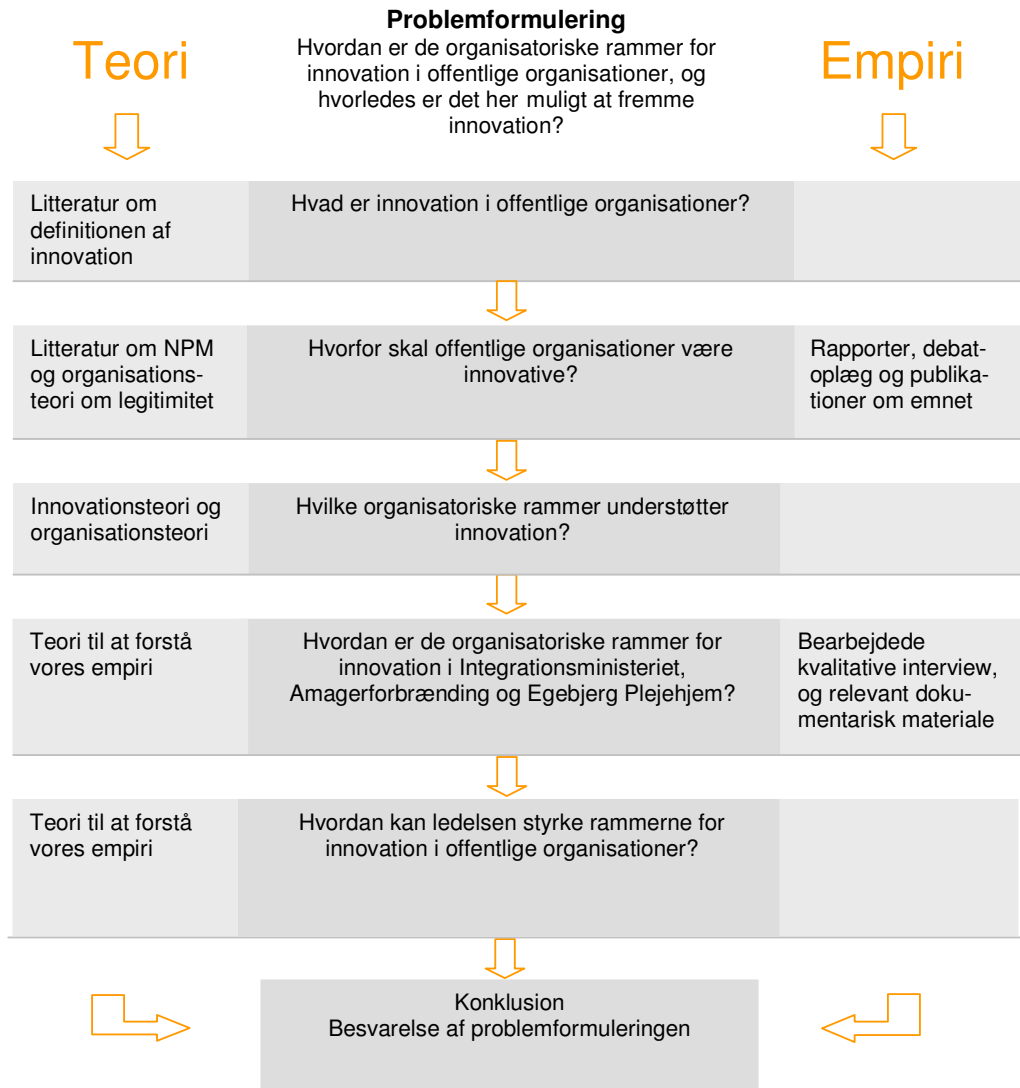 Problemformulering
Hvordan er de organisatoriske rammer for
innovation i offentlige organisationer, og
hvorledes er det her muligt at fremme
innovation?
Teori
Empiri
Litteratur om
definitionen af
innovation
Hvad er innovation i offentlige organisationer?
Litteratur om NPM
og organisations-
teori om legitimitet
Hvorfor skal offentlige organisationer være
innovative?
Rapporter, debat-
oplæg og publika-
tioner om emnet
Innovationsteori og
organisationsteori
Hvilke organisatoriske rammer understøtter
innovation?
Teori til at forstå
vores empiri
Hvordan er de organisatoriske rammer for
innovation i Integrationsministeriet,
Amagerforbrænding og Egebjerg Plejehjem?
Bearbejdede
kvalitative interview,
og relevant doku-
mentarisk materiale
Teori til at forstå
vores empiri
Hvordan kan ledelsen styrke rammerne for
innovation i offentlige organisationer?
Konklusion
Besvarelse af problemformuleringen